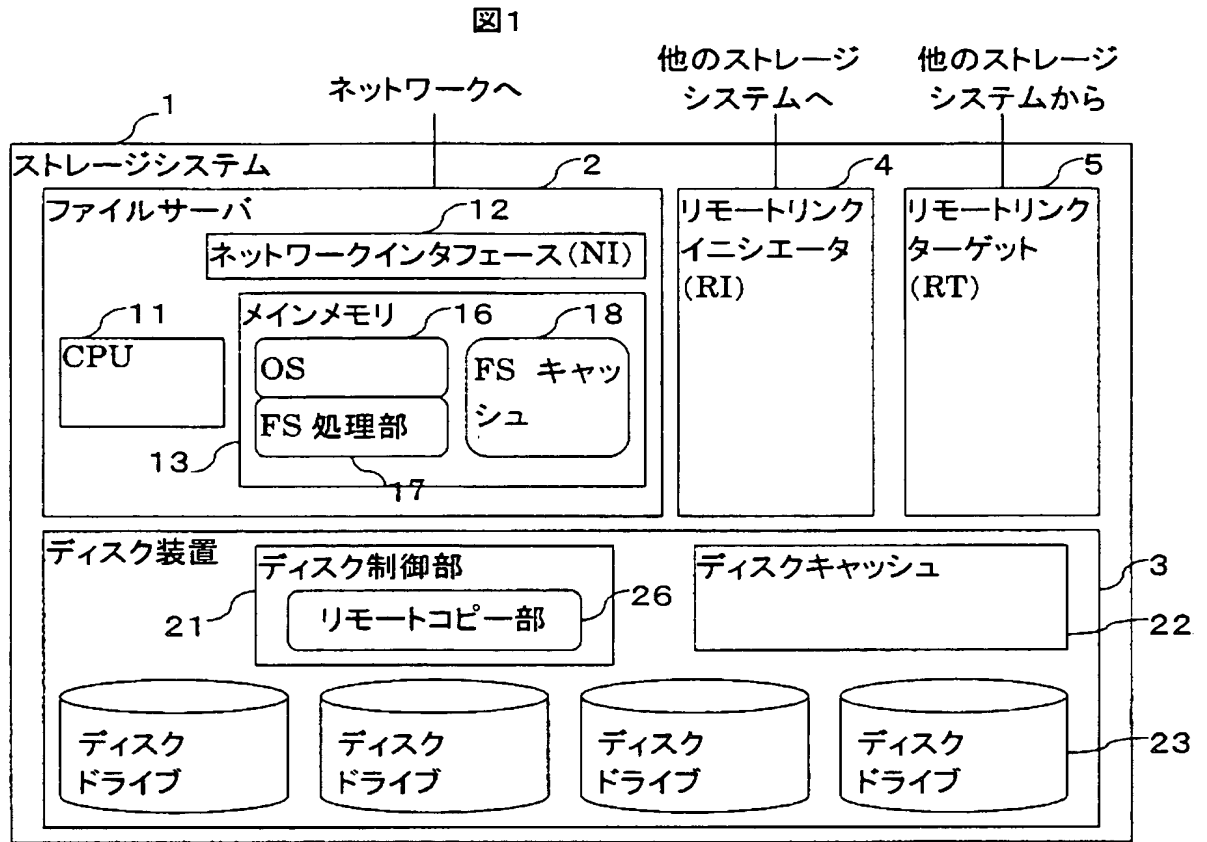 図1
ネットワークへ
他のストレージ
システムへ
他のストレージ
システムから
1
ストレージシステム
2
4
5
ファイルサーバ
リモートリンク
イニシエータ
(RI)
リモートリンク
ターゲット
(RT)
12
ネットワークインタフェース(NI)
11
CPU
メインメモリ
16
18
OS
FS 処理部
FS キャッ
シュ
13
17
ディスク装置
ディスク制御部
ディスクキャッシュ
3
21
リモートコピー部
26
22
ディスク
ドライブ
ディスク
ドライブ
ディスク
ドライブ
ディスク
ドライブ
23